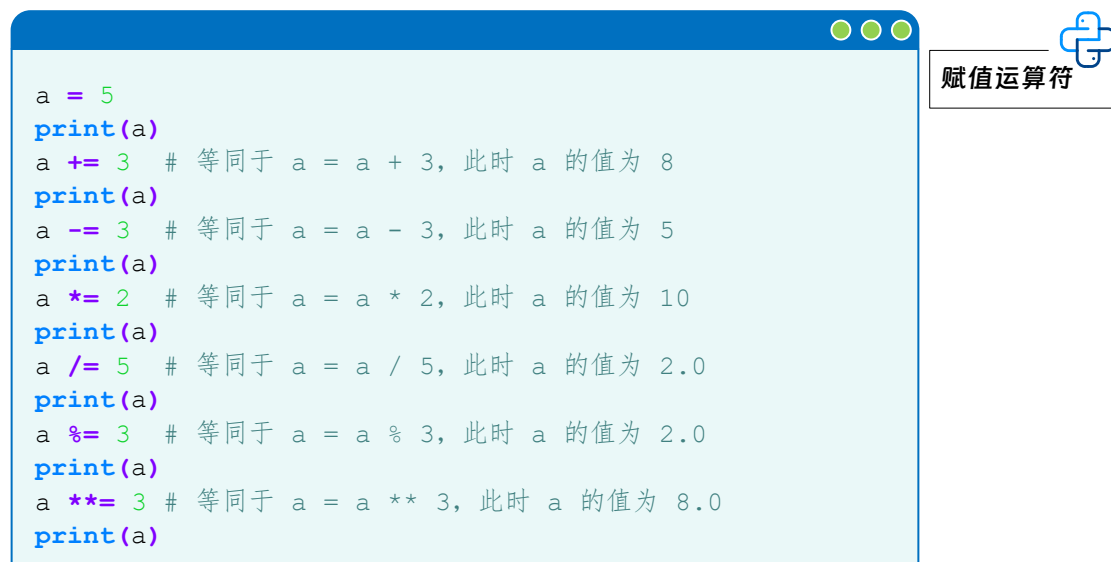 赋值运算符
a = 5
print(a)
a += 3  # 等同于 a = a + 3，此时 a 的值为 8
print(a)
a -= 3  # 等同于 a = a - 3，此时 a 的值为 5
print(a)
a *= 2  # 等同于 a = a * 2，此时 a 的值为 10
print(a)
a /= 5  # 等同于 a = a / 5，此时 a 的值为 2.0
print(a)
a %= 3  # 等同于 a = a % 3，此时 a 的值为 2.0
print(a)
a **= 3 # 等同于 a = a ** 3，此时 a 的值为 8.0
print(a)